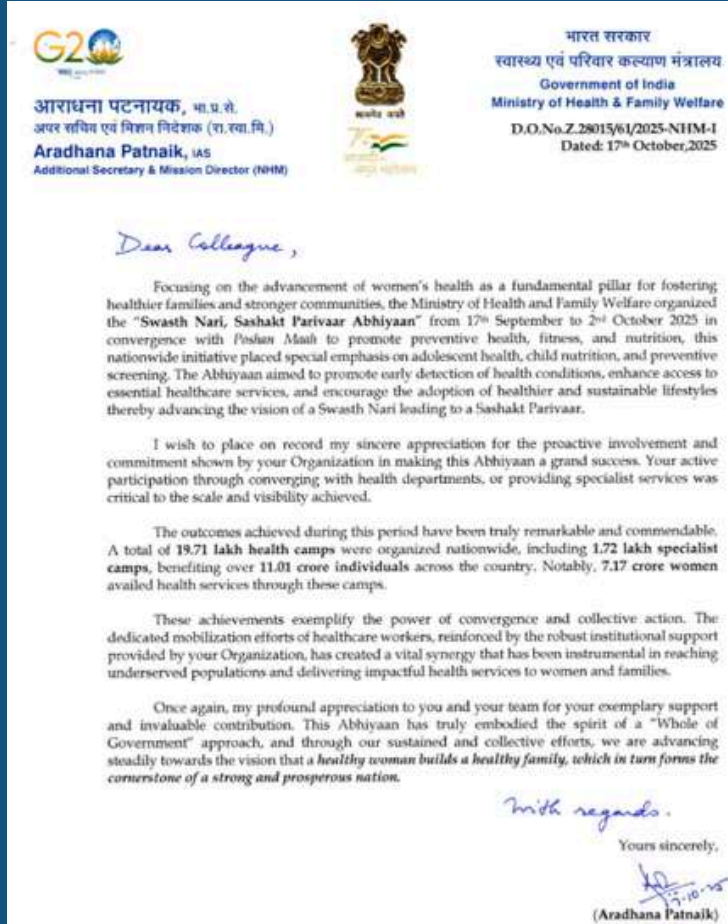 G20
आराधना पटनायक, भा.प्र.से.
अपर सचिव एवं मिशन निदेशक (रा.स्वा.मि.)
Aradhana Patnaik, IAS
Additional Secretary & Mission Director (NHM)
सत्यमेव जयते
भारत सरकार
स्वास्थ्य एवं परिवार कल्याण मंत्रालय
Government of India
Ministry of Health & Family Welfare
D.O.No.Z.28015/61/2025-NHM-I
Dated: 17th October,2025
Dear Colleague,
Focusing on the advancement of women's health as a fundamental pillar for fostering
healthier families and stronger communities, the Ministry of Health and Family Welfare organized
the "Swasth Nari, Sashakt Parivaar Abhiyaan" from 17th September to 2nd October 2025 in
convergence with Poshan Maah to promote preventive health, fitness, and nutrition, this
nationwide initiative placed special emphasis on adolescent health, child nutrition, and preventive
screening. The Abhiyaan aimed to promote early detection of health conditions, enhance access to
essential healthcare services, and encourage the adoption of healthier and sustainable lifestyles
thereby advancing the vision of a Swasth Nari leading to a Sashakt Parivaar.
I wish to place on record my sincere appreciation for the proactive involvement and
commitment shown by your Organization in making this Abhiyaan a grand success. Your active
participation through converging with health departments, or providing specialist services was
critical to the scale and visibility achieved.
The outcomes achieved during this period have been truly remarkable and commendable.
A total of 19.71 lakh health camps were organized nationwide, including 1.72 lakh specialist
camps, benefiting over 11.01 crore individuals across the country. Notably, 7.17 crore women
availed health services through these camps.
These achievements exemplify the power of convergence and collective action. The
dedicated mobilization efforts of healthcare workers, reinforced by the robust institutional support
provided by your Organization, has created a vital synergy that has been instrumental in reaching
underserved populations and delivering impactful health services to women and families.
Once again, my profound appreciation to you and your team for your exemplary support
and invaluable contribution. This Abhiyaan has truly embodied the spirit of a "Whole of
Government" approach, and through our sustained and collective efforts, we are advancing
steadily towards the vision that a healthy woman builds a healthy family, which in turn forms the
cornerstone of a strong and prosperous nation.
With regards.
Yours sincerely,
(Aradhana Patnaik)